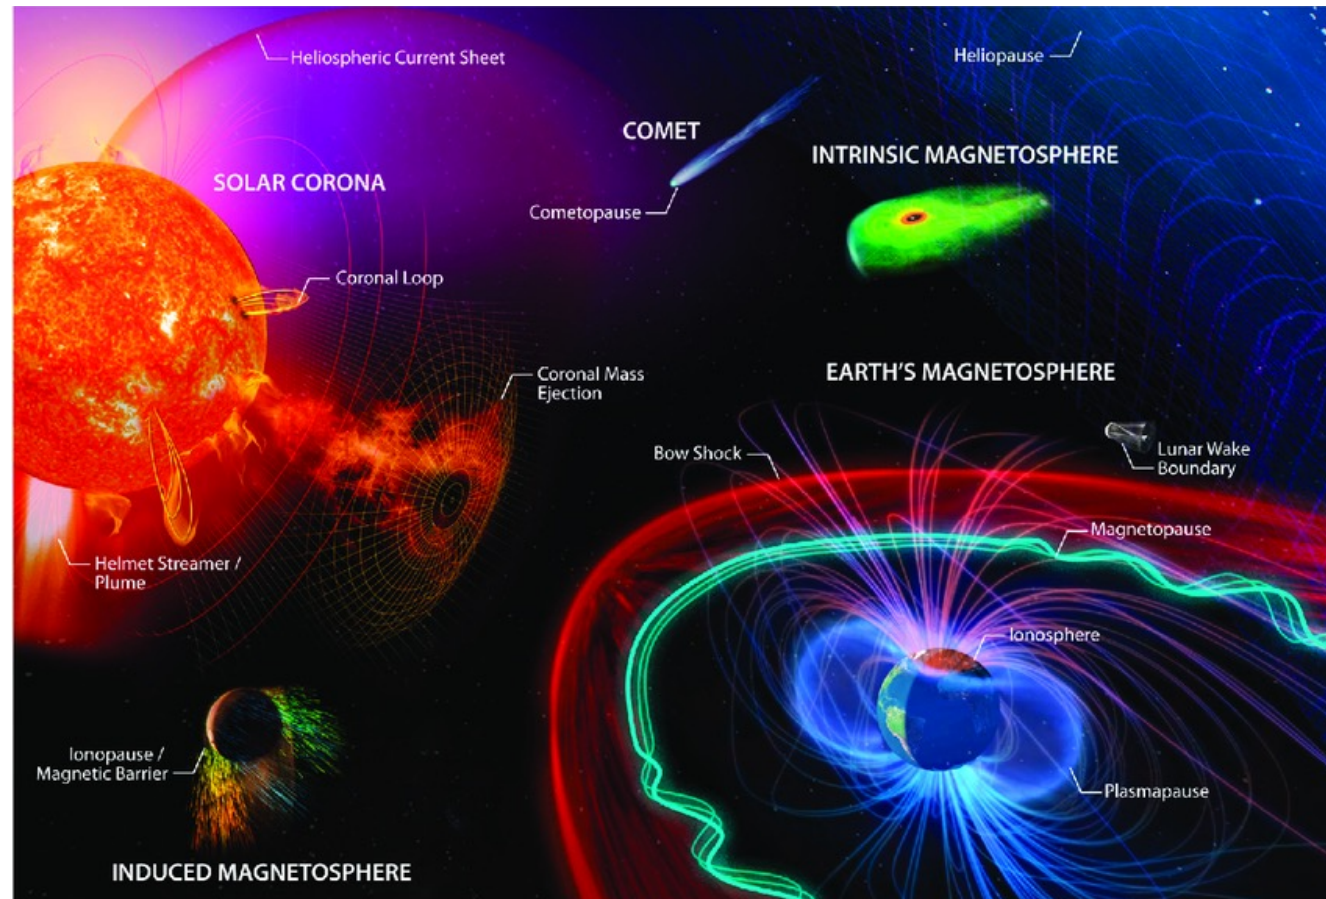 Heliospheric Current Sheet
Heliopause
COMET
INTRINSIC MAGNETOSPHERE
SOLAR CORONA
Cometopause
Coronal Loop
Coronal Mass
Ejection
EARTH'S MAGNETOSPHERE
Bow Shock
Lunar Wake
Boundary
Magnetopause
Helmet Streamer /
Plume
Ionosphere
Ionopause /
Magnetic Barrier
Plasmapause
INDUCED MAGNETOSPHERE